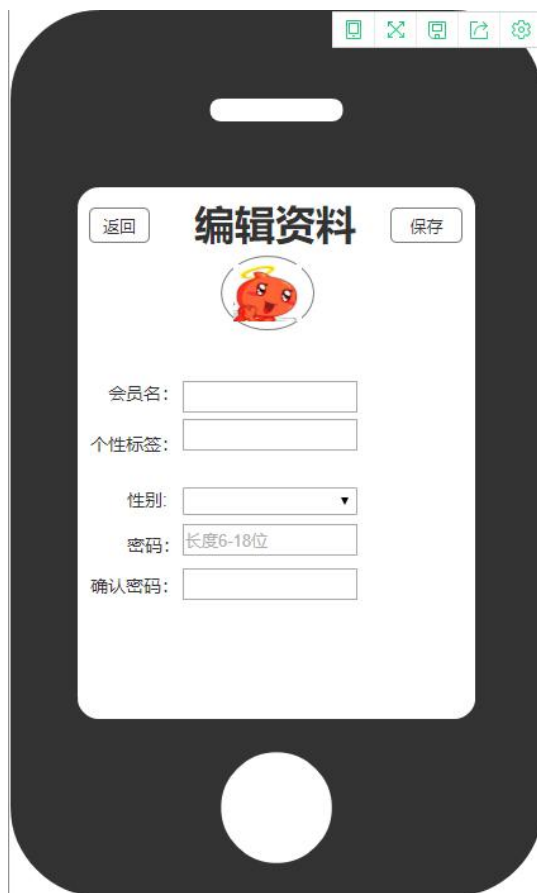 返回
编辑资料
保存
会员名：
个性标签：
性别:
密码：
长度6-18位
确认密码：